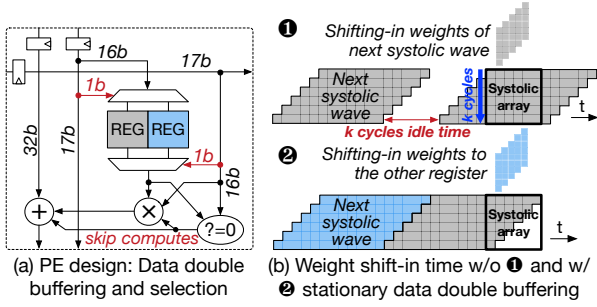 16b
17b
1b
REG REG
1b
32b
17b
16b
+
×
?=0
skip computes
(a) PE design: Data double
buffering and selection
❶ Shifting-in weights of
next systolic wave
Next
systolic
wave
k cycles
Systolic
array
t
k cycles idle time
❷ Shifting-in weights to
the other register
Next
systolic
wave
Systolic
array
t
(b) Weight shift-in time w/o ❶ and w/
❷ stationary data double buffering